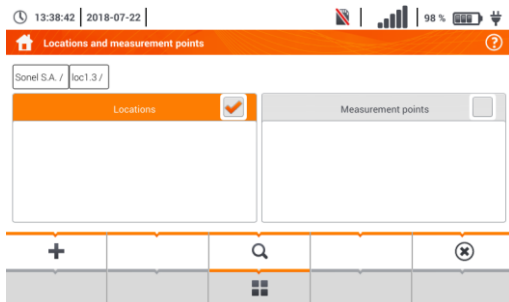 13:38:42 2018-07-22 98 %
Locations and measurement points ?
Sonel S.A. / loc1.3 /
Locations Measurement points